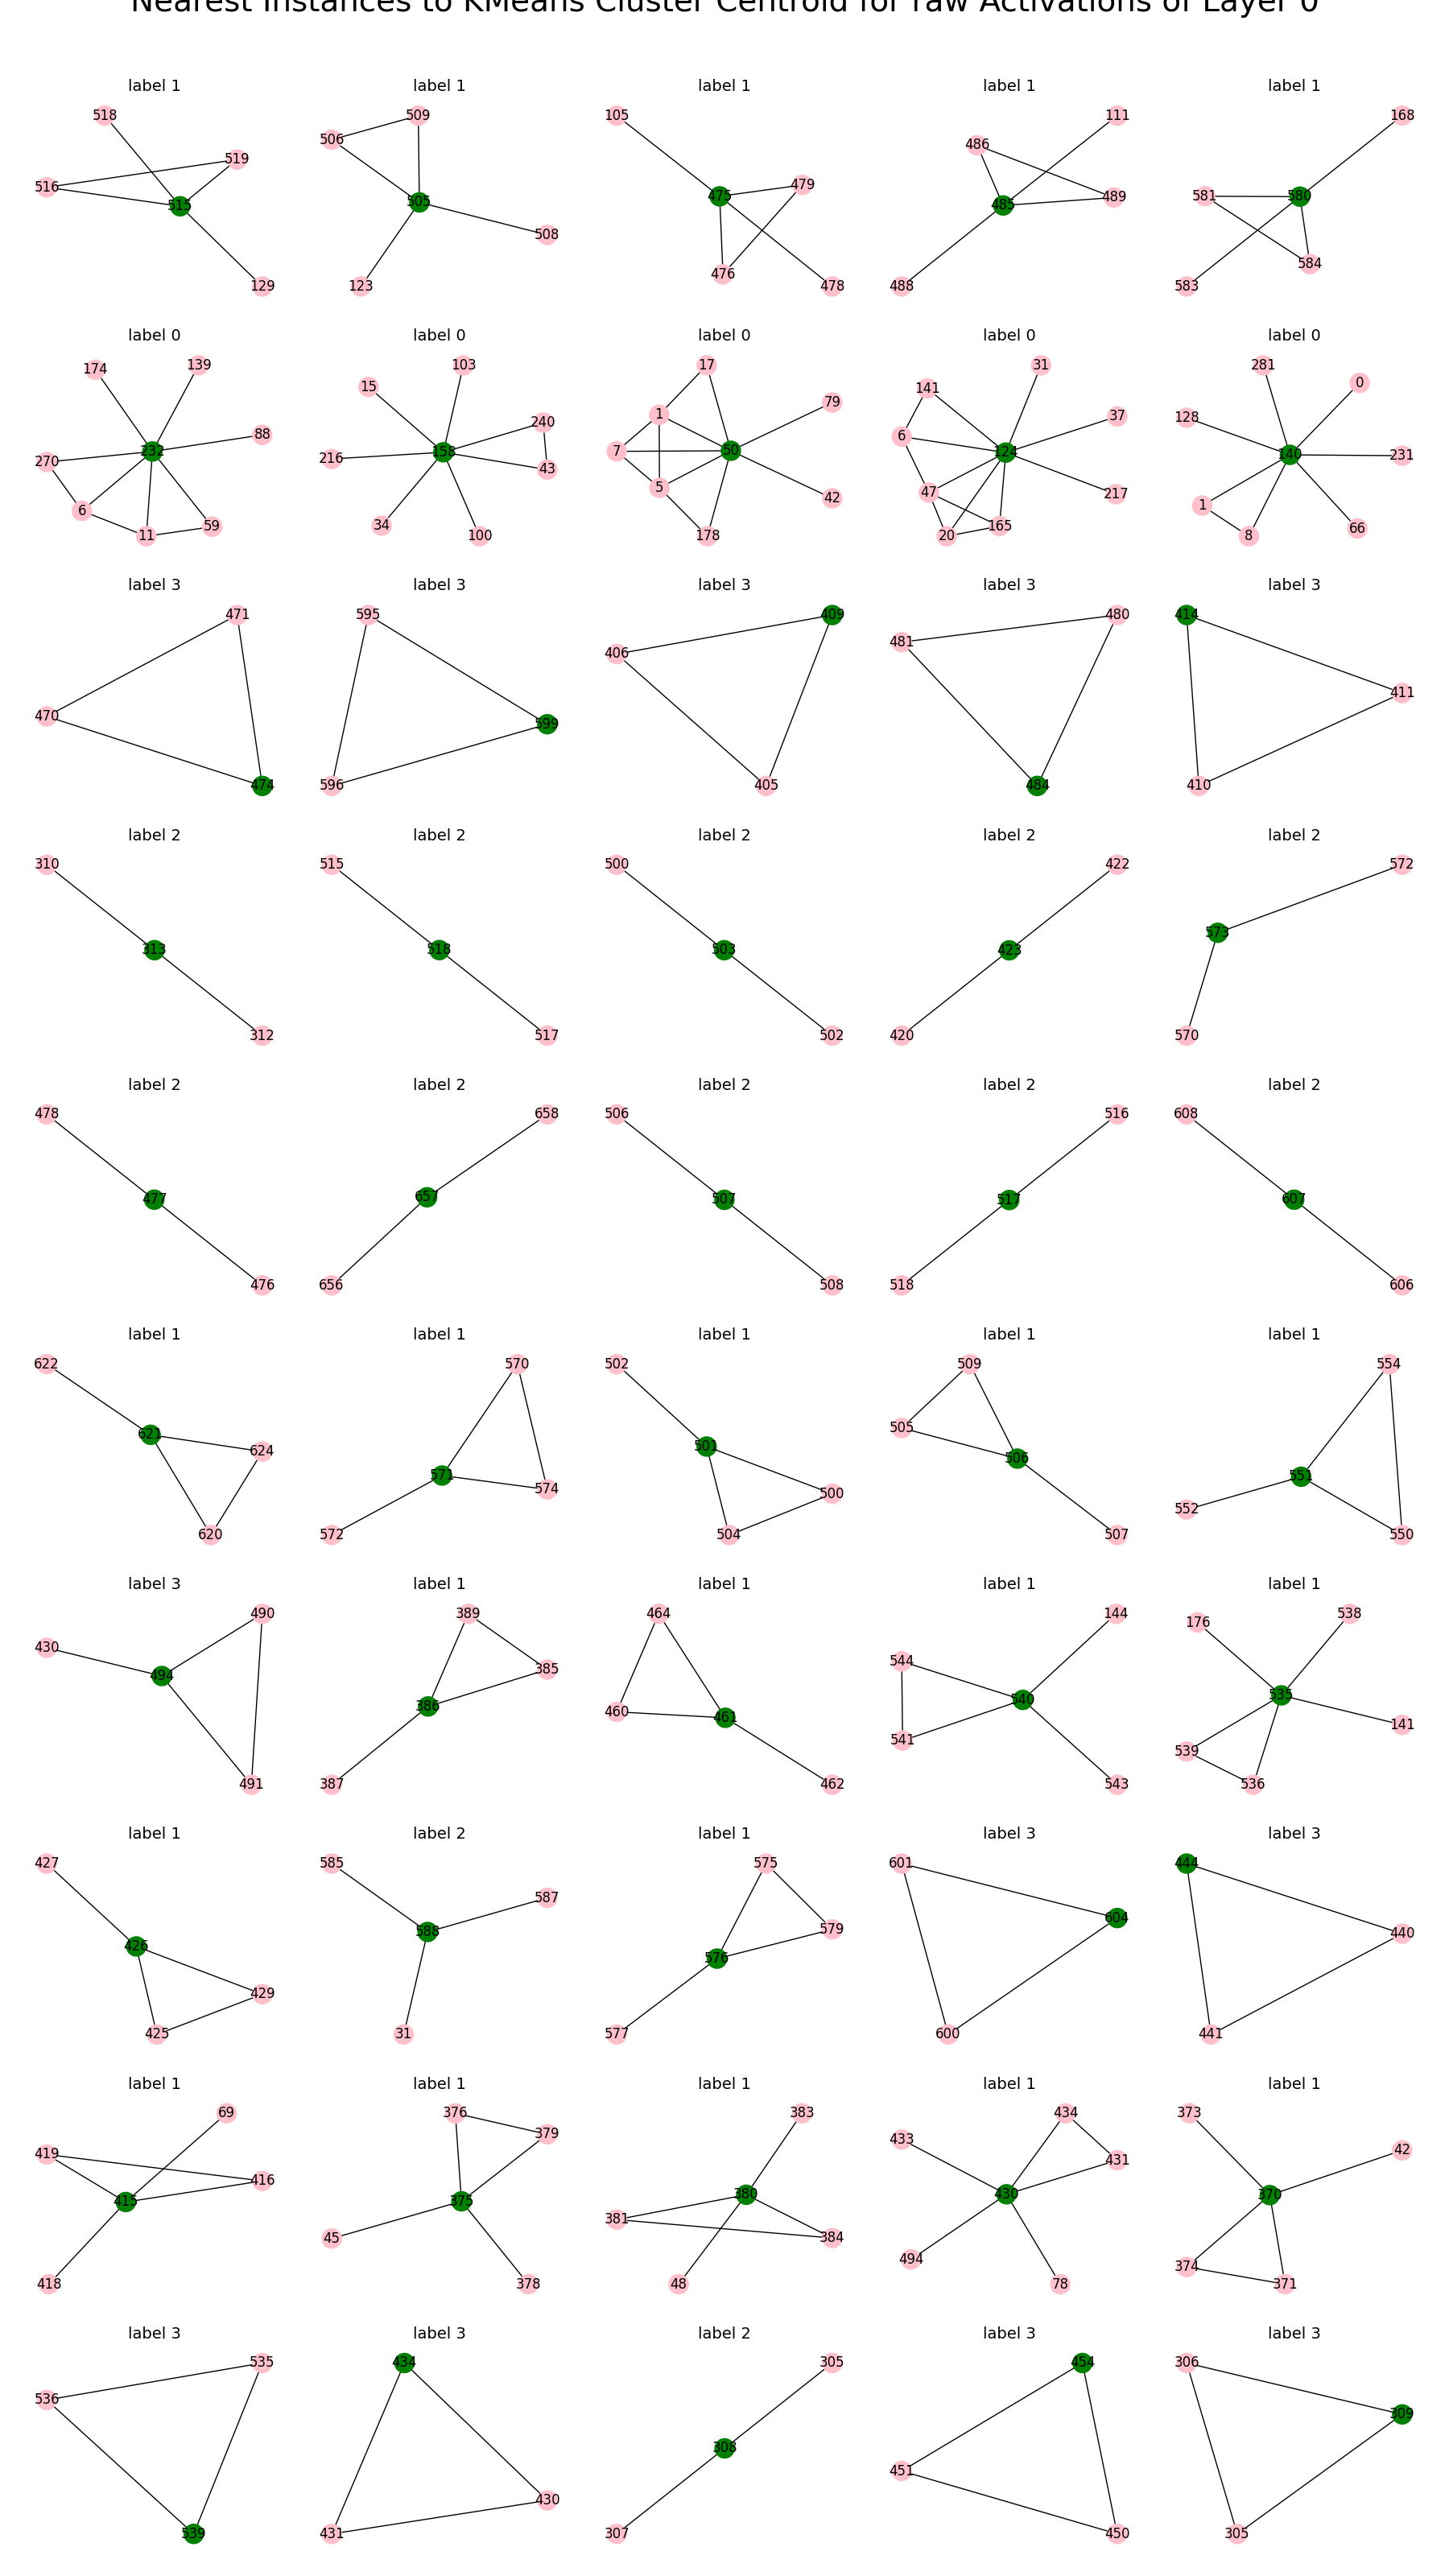 Nearest Instances to KMeans Cluster Centroid for raw Activations of Layer 0
label 1 label 1 label 1 label 1 label 1
518 509 105 111 168
506 486
519 479
516 515 505 475 485 489 581 580
508 476 584
129 123 478 488 583
label 0 label 0 label 0 label 0 label 0
174 139 15 103 17 79 141 31 281 0
88 240 1 37 128
270 232 216 158 43 7 50 6 124 140 231
6 59 34 5 42 47 217 1 66
11 100 178 20 165 8
label 3 label 3 label 3 label 3 label 3
471 595 409 480 414
406 481 411
470 599
474 596 405 484 410
label 2 label 2 label 2 label 2 label 2
310 515 500 422 572
313 518 503 423 573
312 517 502 420 570
label 2 label 2 label 2 label 2 label 2
478 658 506 516 608
477 657 507 517 607
476 656 508 518 606
label 1 label 1 label 1 label 1 label 1
622 570 502 509 554
621 624 571 574 501 500 505 506 551 552
620 572 504 507 550
label 3 label 1 label 1 label 1 label 1
490 389 464 144 176 538
430 494 385 386 460 461 544 540 541 535 141 539
491 387 462 543 536
label 1 label 2 label 1 label 3 label 3
427 585 575 601 444
426 588 587 579 576 604 440
429
425 31 577 600 441
label 1 label 1 label 1 label 1 label 1
69 376 383 434 373
419 416 379 433 431 42
415 375 380 430 370
45 381 384 494 374
418 378 48 78 371
label 3 label 3 label 2 label 3 label 3
535 434 305 454 306
536 308 309
430 451
539 431 307 450 305